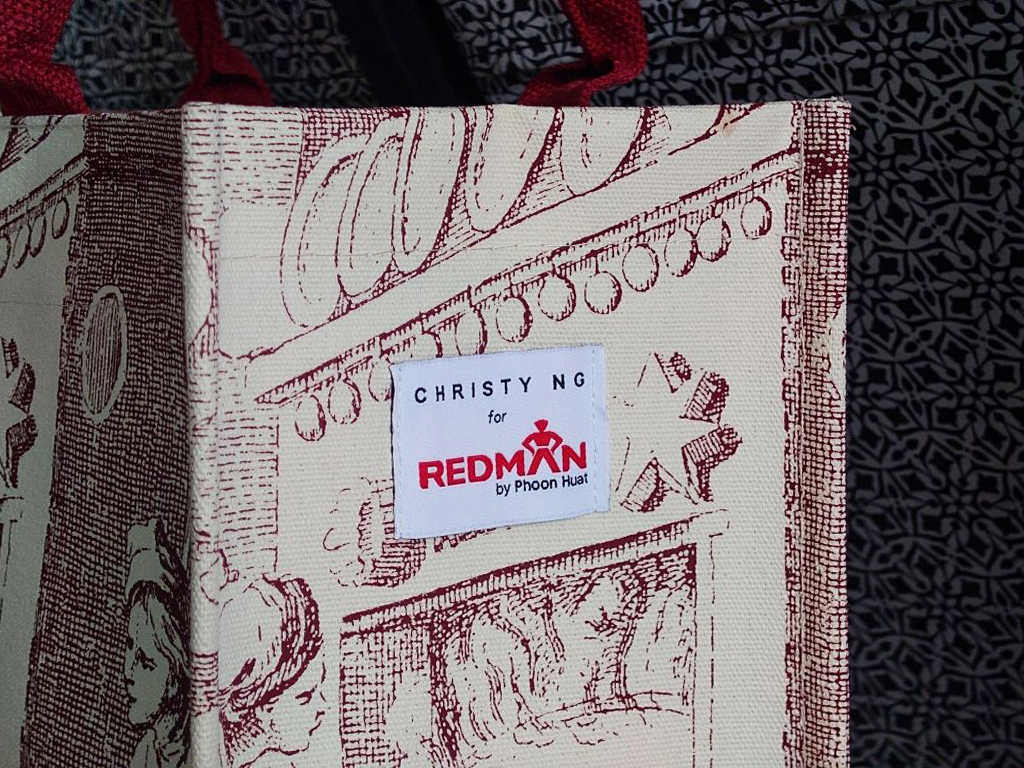 CHRISTY NG
for
REDMAN
by Phoon Huat